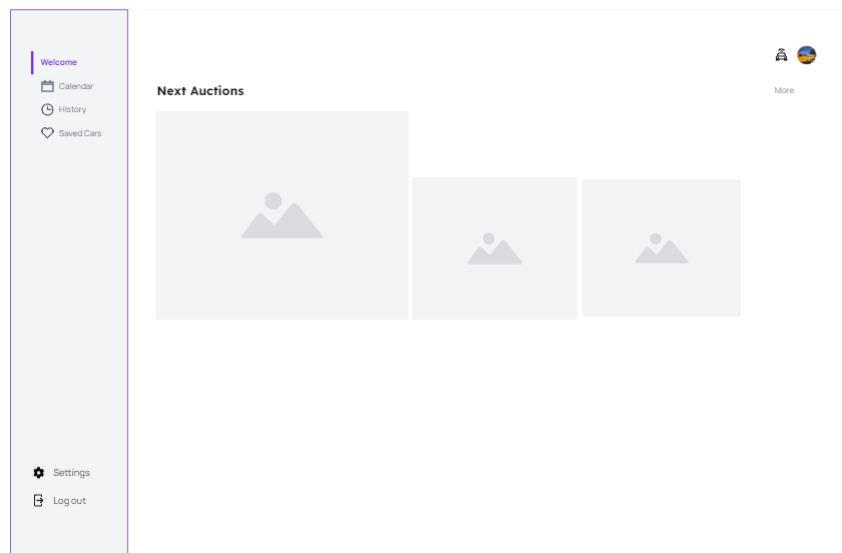 Welcome
Calendar
History
Saved Cars
Next Auctions
More
Settings
Log out